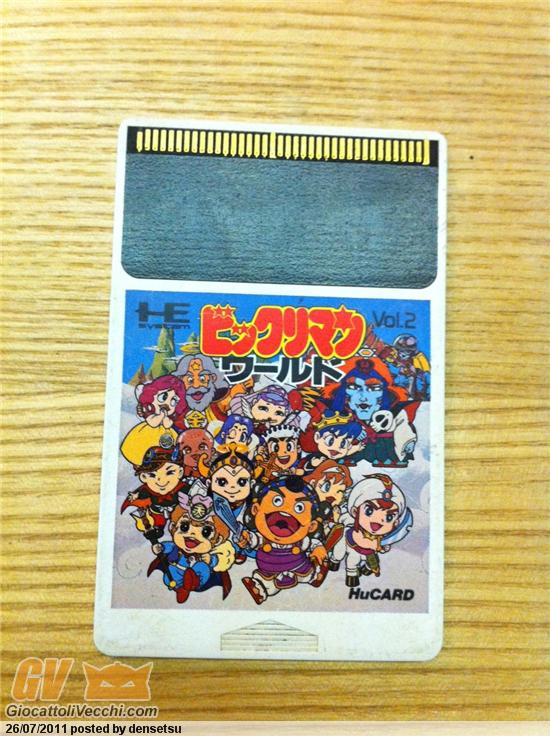 HE
system
ビックリマン
Vol.2
ワールド
HuCARD
GV
GiocattoliVecchi.com
26/07/2011 posted by densetsu